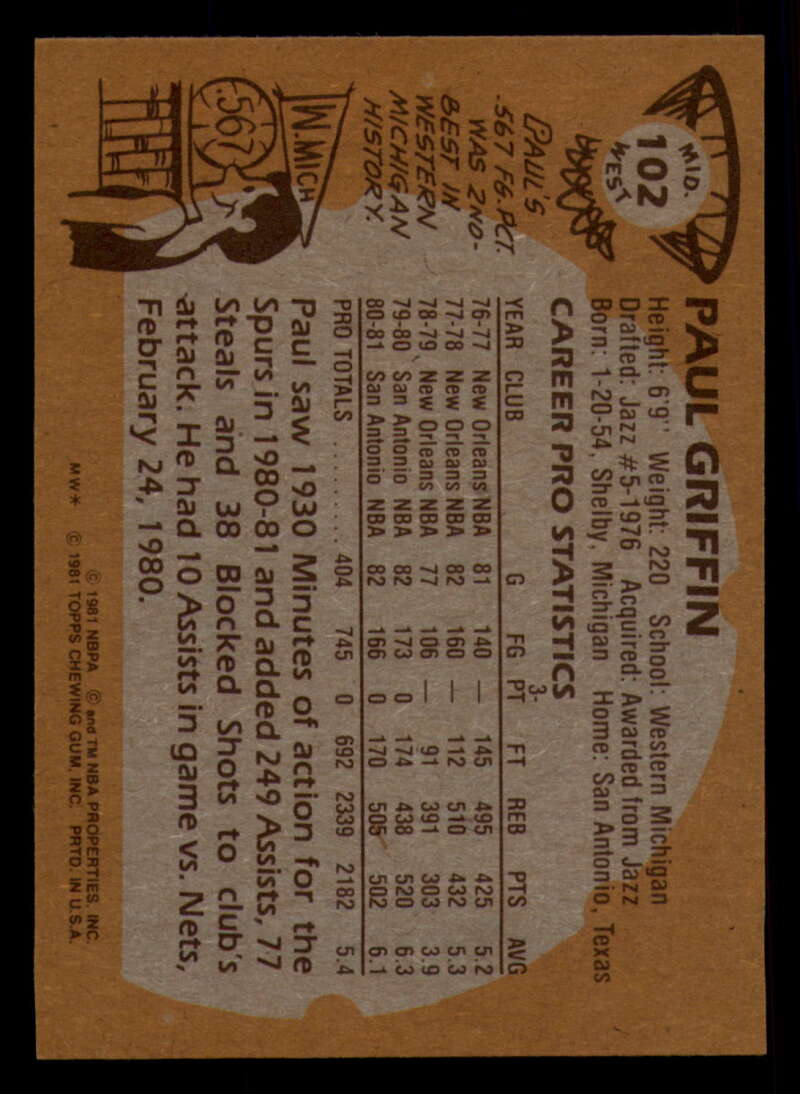 MID.
102
WEST
PAUL GRIFFIN
Height: 6'9" Weight: 220 School: Western Michigan
Drafted: Jazz #5-1976 Acquired: Awarded from Jazz
Born: 1-20-54, Shelby, Michigan Home: San Antonio, Texas
CAREER PRO STATISTICS
YEAR CLUB G FG 3-PT FT REB PTS AVG
76-77 New Orleans NBA 81 140 — 145 495 425 5.2
77-78 New Orleans NBA 82 160 — 112 510 432 5.3
78-79 New Orleans NBA 77 106 — 91 391 303 3.9
79-80 San Antonio NBA 82 173 0 174 438 520 6.3
80-81 San Antonio NBA 82 166 0 170 505 502 6.1
PRO TOTALS ......... 404 745 0 692 2339 2182 5.4
Paul saw 1930 Minutes of action for the
Spurs in 1980-81 and added 249 Assists, 77
Steals and 38 Blocked Shots to club's
attack. He had 10 Assists in game vs. Nets,
February 24, 1980.
PAUL'S
.567 FG. PCT.
WAS 2ND-
BEST IN
WESTERN
MICHIGAN
HISTORY.
W. MICH
.567
© 1981 NBPA © and TM NBA PROPERTIES, INC.
MW* © 1981 TOPPS CHEWING GUM, INC. PRTD. IN U.S.A.